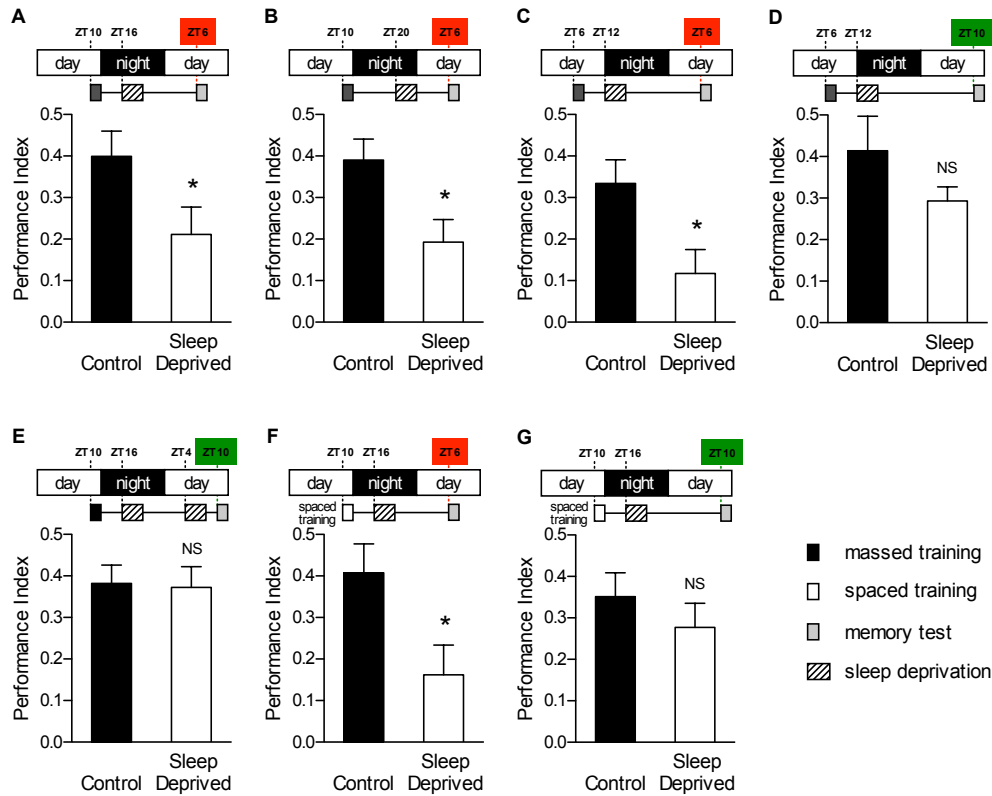 A
ZT10 ZT16 ZT6
day night day
Performance Index
0.5
0.4
0.3
0.2
0.1
0.0
*
Control Sleep
Deprived
B
ZT10 ZT20 ZT6
day night day
Performance Index
0.5
0.4
0.3
0.2
0.1
0.0
*
Control Sleep
Deprived
C
ZT6 ZT12 ZT6
day night day
Performance Index
0.5
0.4
0.3
0.2
0.1
0.0
*
Control Sleep
Deprived
D
ZT6 ZT12 ZT10
day night day
Performance Index
0.5
0.4
0.3
0.2
0.1
0.0
NS
Control Sleep
Deprived
E
ZT10 ZT16 ZT4 ZT10
day night day
Performance Index
0.5
0.4
0.3
0.2
0.1
0.0
NS
Control Sleep
Deprived
F
ZT10 ZT16 ZT6
day night day
spaced
training
Performance Index
0.5
0.4
0.3
0.2
0.1
0.0
*
Control Sleep
Deprived
G
ZT10 ZT16 ZT10
day night day
spaced
training
Performance Index
0.5
0.4
0.3
0.2
0.1
0.0
NS
Control Sleep
Deprived
massed training
spaced training
memory test
sleep deprivation